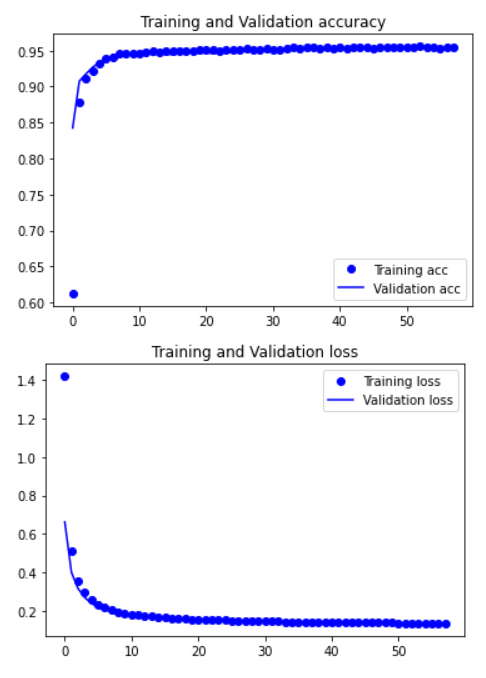 Training and Validation accuracy
0.95
0.90
0.85
0.80
0.75
0.70
0.65
0.60
Training acc
Validation acc
0 10 20 30 40 50
Training and Validation loss
1.4
1.2
1.0
0.8
0.6
0.4
0.2
Training loss
Validation loss
0 10 20 30 40 50